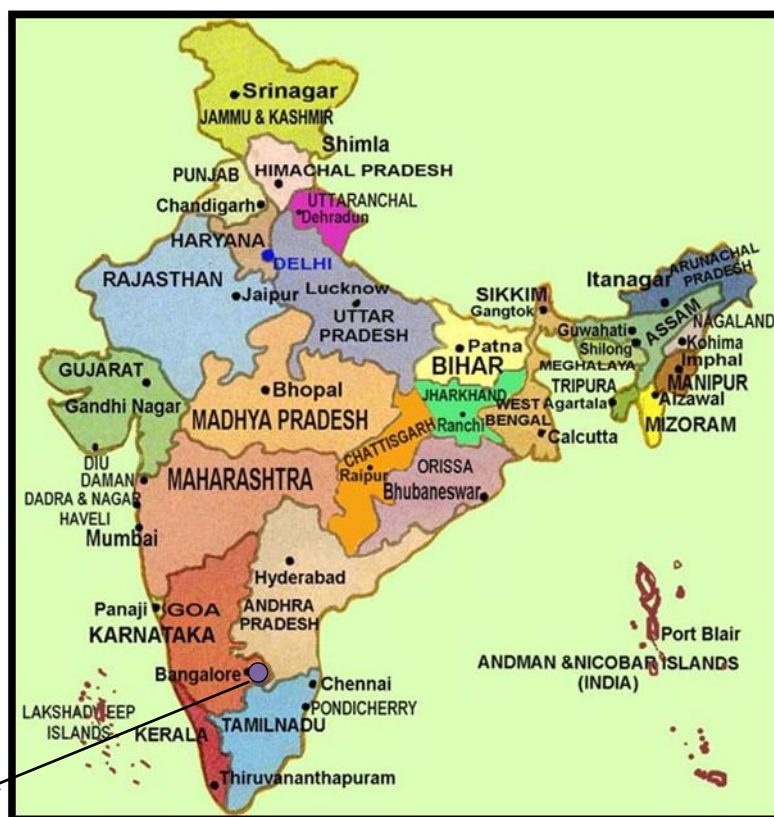 Srinagar
JAMMU & KASHMIR
Shimla
PUNJAB
HIMACHAL PRADESH
Chandigarh
UTTARANCHAL
Dehradun
HARYANA
DELHI
RAJASTHAN
Jaipur
Lucknow
UTTAR
PRADESH
SIKKIM
Gangtok
Itanagar
ARUNACHAL
PRADESH
ASSAM
NAGALAND
Guwahati
Shilong
Kohima
MEGHALAYA
Imphal
MANIPUR
TRIPURA
Agartala
Alzawal
MIZORAM
Patna
BIHAR
GUJARAT
Gandhi Nagar
Bhopal
MADHYA PRADESH
JHARKHAND
Ranchi
WEST
BENGAL
Calcutta
CHATTISGARH
Raipur
ORISSA
Bhubaneswar
DIU
DAMAN
DADRA & NAGAR
HAVELI
MAHARASHTRA
Mumbai
Hyderabad
ANDHRA
PRADESH
Panaji
GOA
KARNATAKA
Bangalore
Chennai
PONDICHERRY
TAMILNADU
LAKSHADWEEP
ISLANDS
KERALA
Thiruvananthapuram
Port Blair
ANDMAN &NICOBAR ISLANDS
(INDIA)